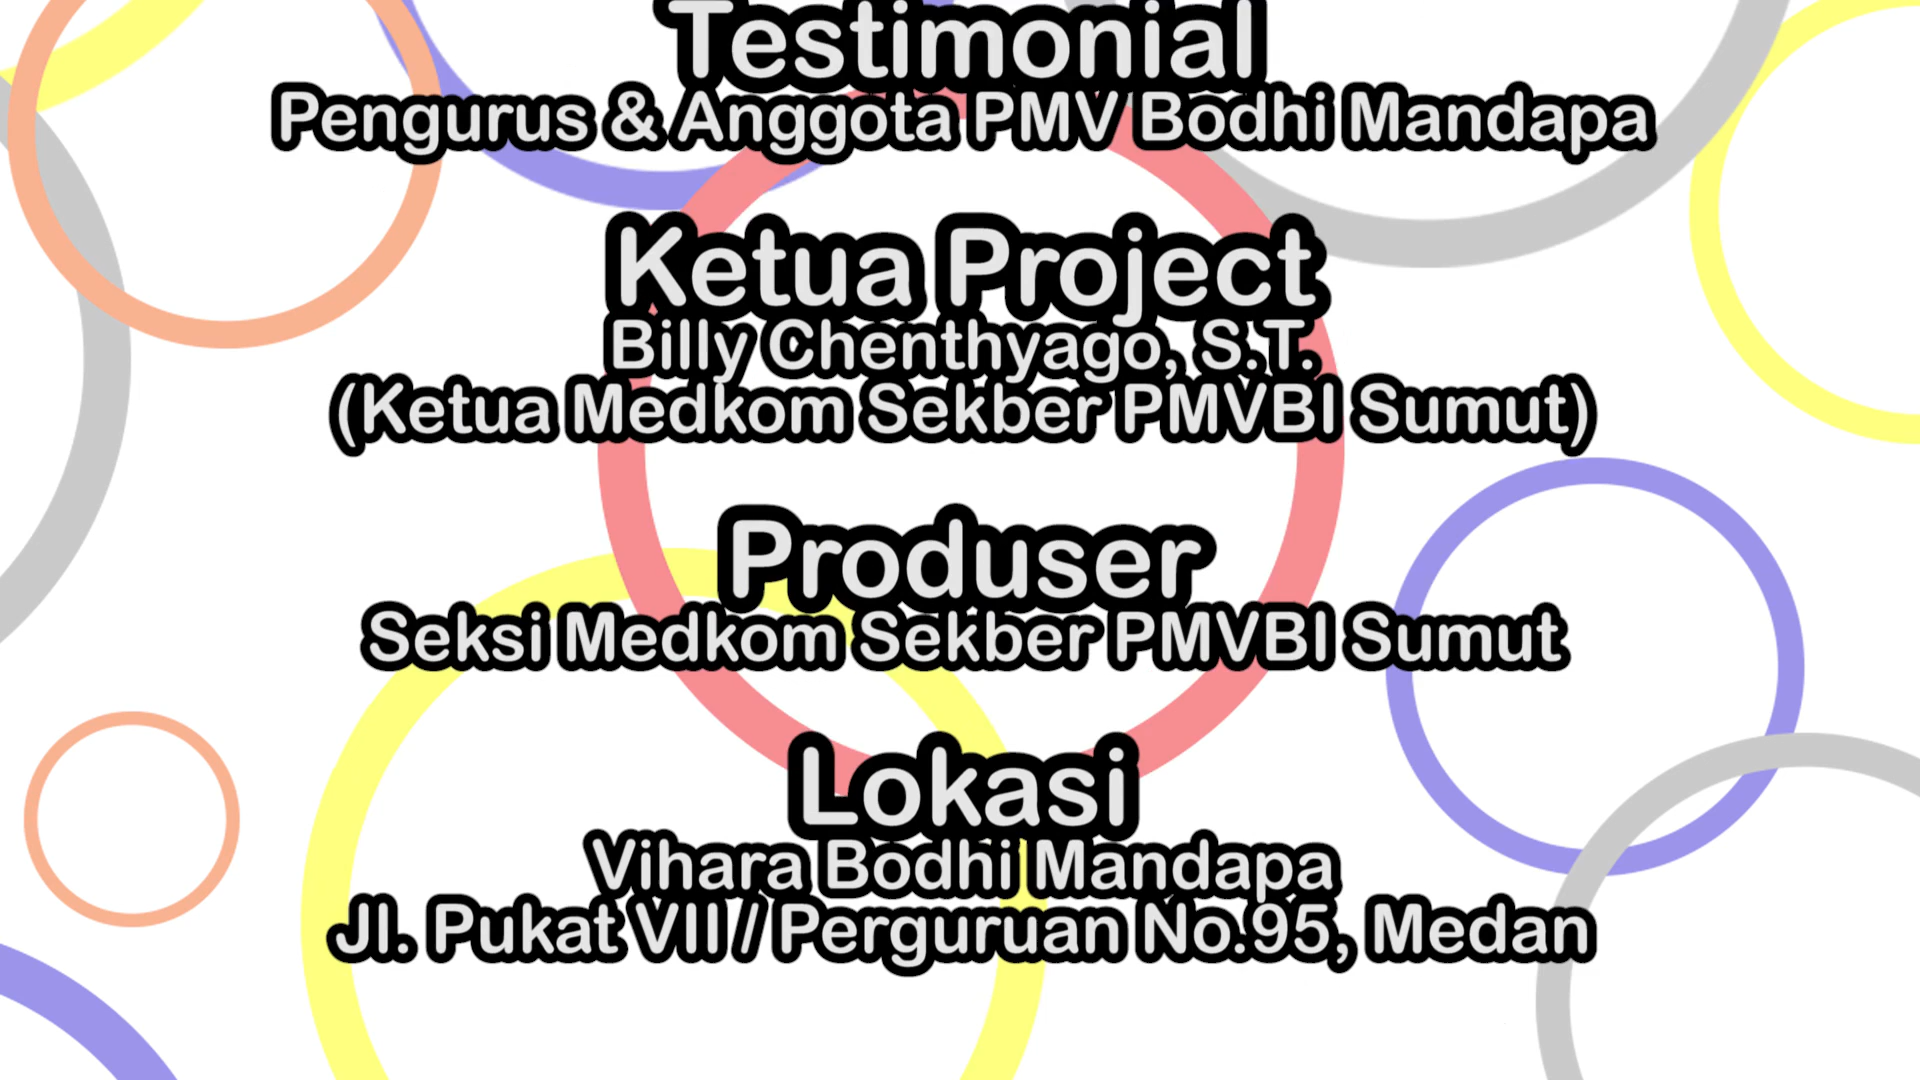 Testimonial
Pengurus & Anggota PMV Bodhi Mandapa
Ketua Project
Billy Chenthyago, S.T.
(Ketua Medkom Sekber PMVBI Sumut)
Produser
Seksi Medkom Sekber PMVBI Sumut
Lokasi
Vihara Bodhi Mandapa
Jl. Pukat VII / Perguruan No.95, Medan